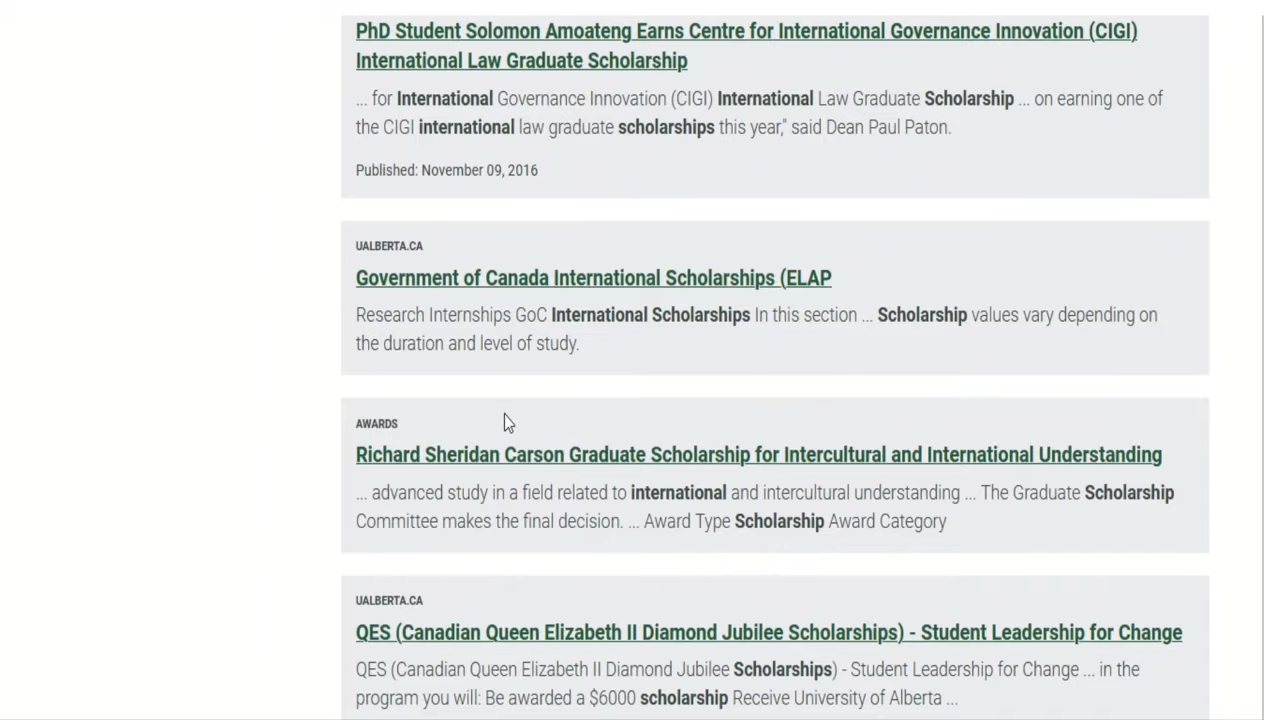 PhD Student Solomon Amoateng Earns Centre for International Governance Innovation (CIGI)
International Law Graduate Scholarship
... for International Governance Innovation (CIGI) International Law Graduate Scholarship ... on earning one of
the CIGI international law graduate scholarships this year," said Dean Paul Paton.
Published: November 09, 2016
UALBERTA.CA
Government of Canada International Scholarships (ELAP
Research Internships GoC International Scholarships In this section ... Scholarship values vary depending on
the duration and level of study.
AWARDS
Richard Sheridan Carson Graduate Scholarship for Intercultural and International Understanding
... advanced study in a field related to international and intercultural understanding ... The Graduate Scholarship
Committee makes the final decision. ... Award Type Scholarship Award Category
UALBERTA.CA
QES (Canadian Queen Elizabeth II Diamond Jubilee Scholarships) - Student Leadership for Change
QES (Canadian Queen Elizabeth II Diamond Jubilee Scholarships) - Student Leadership for Change ... in the
program you will: Be awarded a $6000 scholarship Receive University of Alberta ...